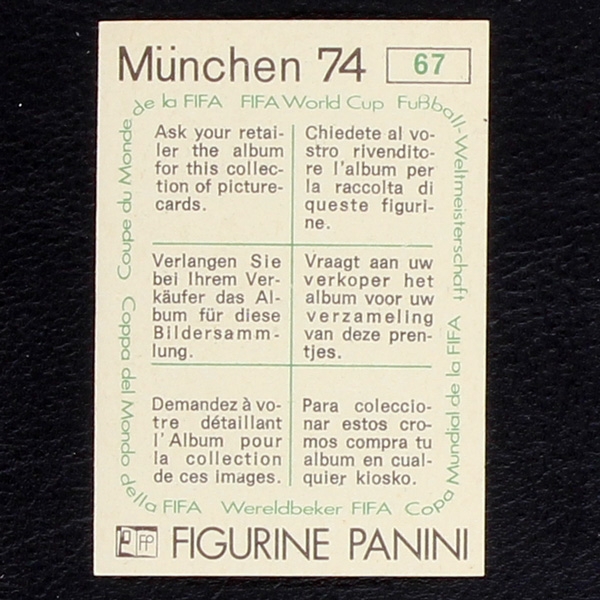 München 74 67
de la FIFA FIFA World Cup Fußball-Weltmeisterschaft
Ask your retai-
ler the album
for this collec-
tion of picture-
cards.
Chiedete al vo-
stro rivendito-
re l'album per
la raccolta di
queste figuri-
ne.
Verlangen Sie
bei Ihrem Ver-
käufer das Al-
bum für diese
Bildersamm-
lung.
Vraagt aan uw
verkoper het
album voor uw
verzameling
van deze pren-
tjes.
Demandez à vo-
tre détaillant
l'Album pour
la collection
de ces images.
Para coleccio-
nar estos cro-
mos compra tu
album en cual-
quier kiosko.
Copa Mundial de la FIFA
Wereldbeker FIFA
Coppa del Mondo della FIFA
Coupe du Monde
FP FIGURINE PANINI